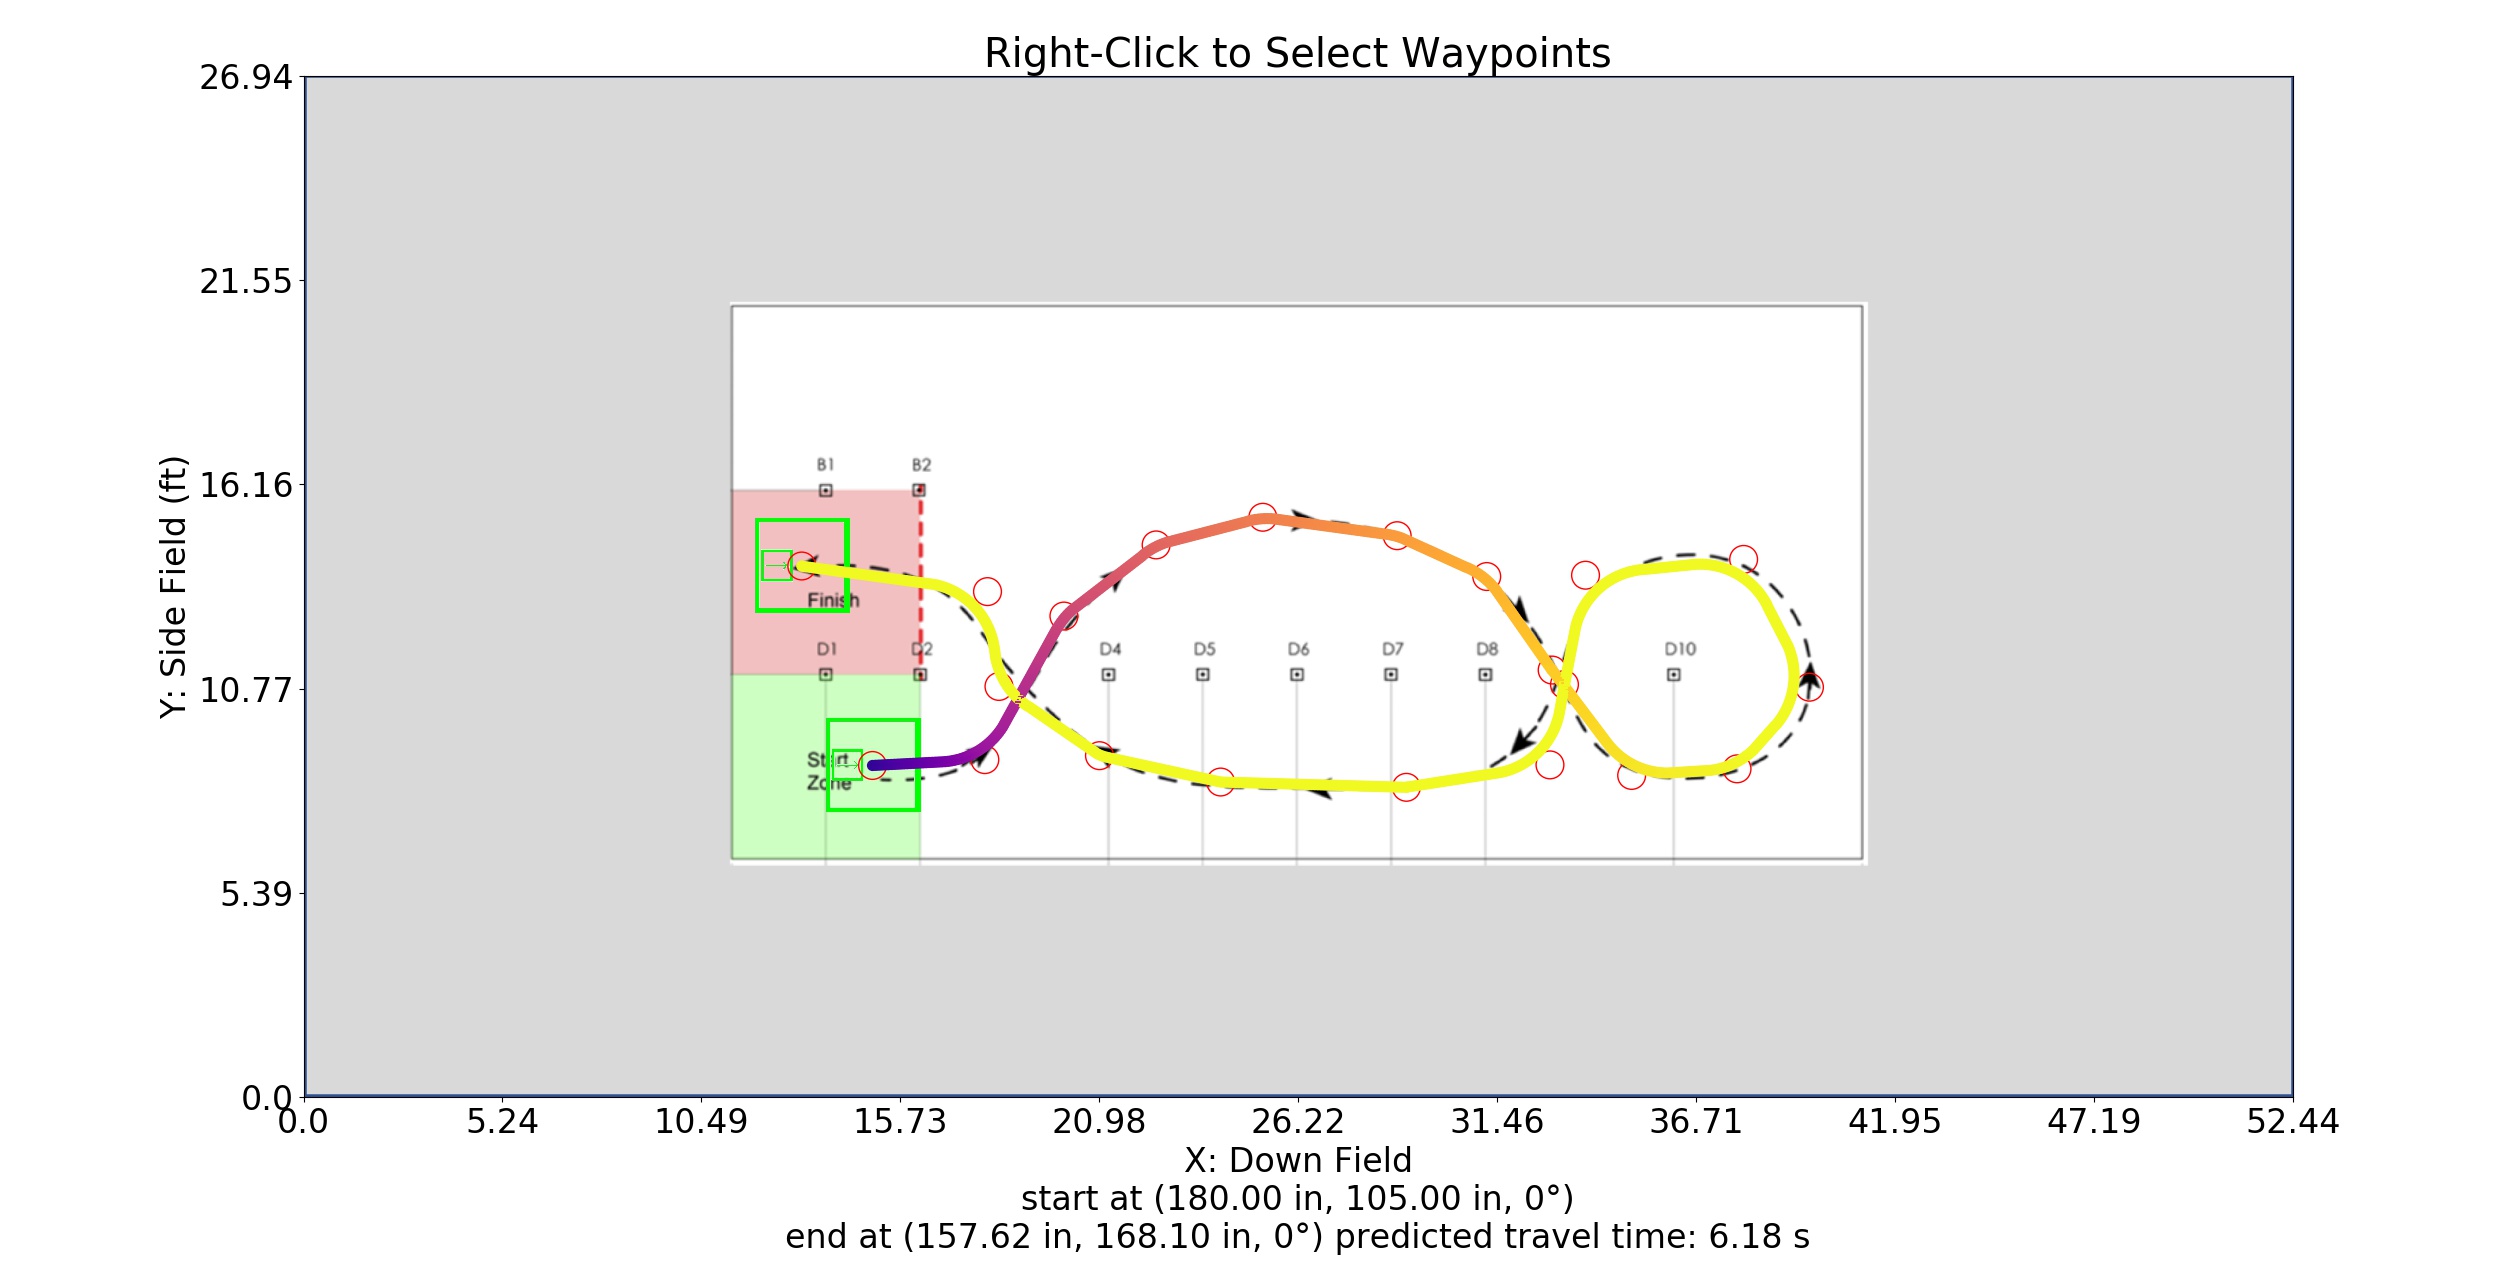 Right-Click to Select Waypoints
26.94
21.55
16.16
10.77
5.39
0.0
Y: Side Field (ft)
B1 B2
Finish
D1 D2 D4 D5 D6 D7 D8 D10
Start
Zone
0.0 5.24 10.49 15.73 20.98 26.22 31.46 36.71 41.95 47.19 52.44
X: Down Field
start at (180.00 in, 105.00 in, 0°)
end at (157.62 in, 168.10 in, 0°) predicted travel time: 6.18 s